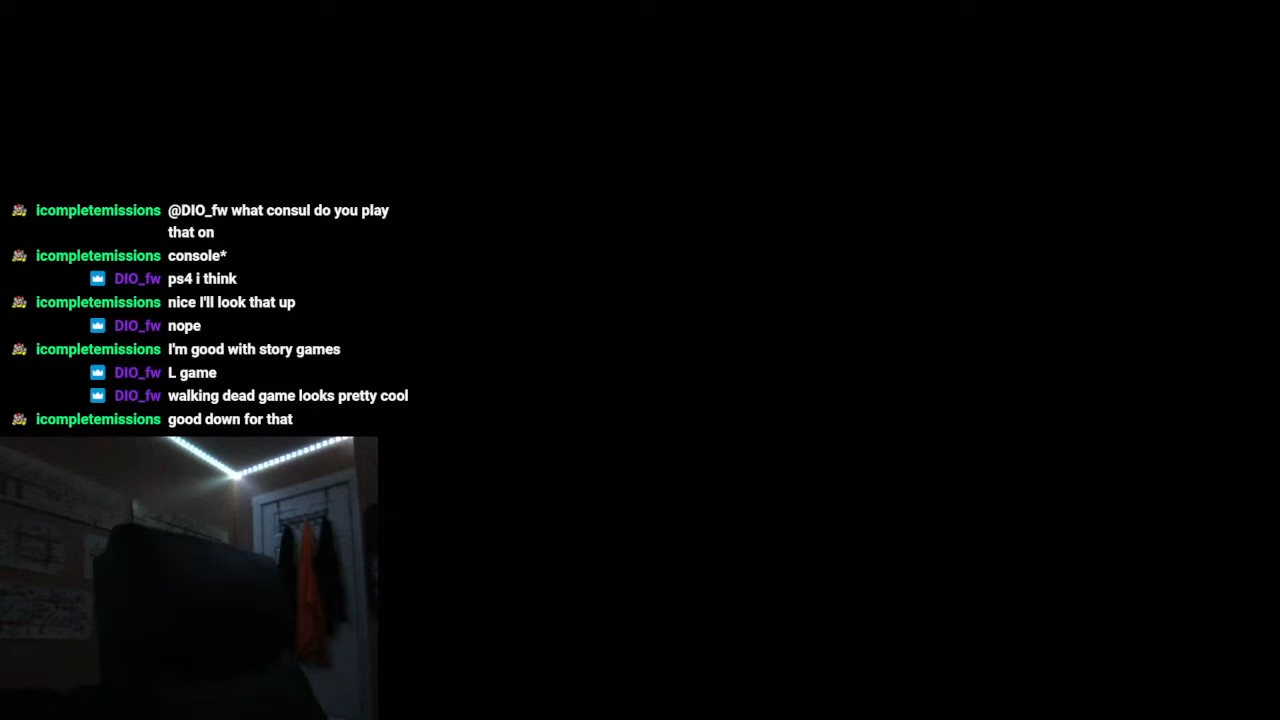 icompletemissions @DIO_fw what consul do you play
that on
icompletemissions console*
DIO_fw ps4 i think
icompletemissions nice I'll look that up
DIO_fw nope
icompletemissions I'm good with story games
DIO_fw L game
DIO_fw walking dead game looks pretty cool
icompletemissions good down for that